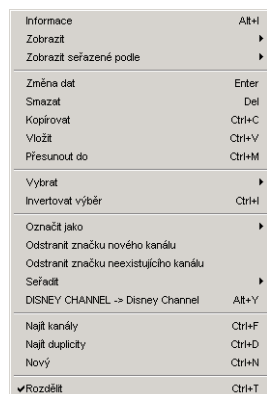 Informace Alt+I
Zobrazit
Zobrazit seřazené podle
Změna dat Enter
Smazat Del
Kopírovat Ctrl+C
Vložit Ctrl+V
Přesunout do Ctrl+M
Vybrat
Invertovat výběr Ctrl+I
Označit jako
Odstranit značku nového kanálu
Odstranit značku neexistujícího kanálu
Seřadit
DISNEY CHANNEL -> Disney Channel Alt+Y
Najít kanály Ctrl+F
Najít duplicity Ctrl+D
Nový Ctrl+N
Rozdělit Ctrl+T